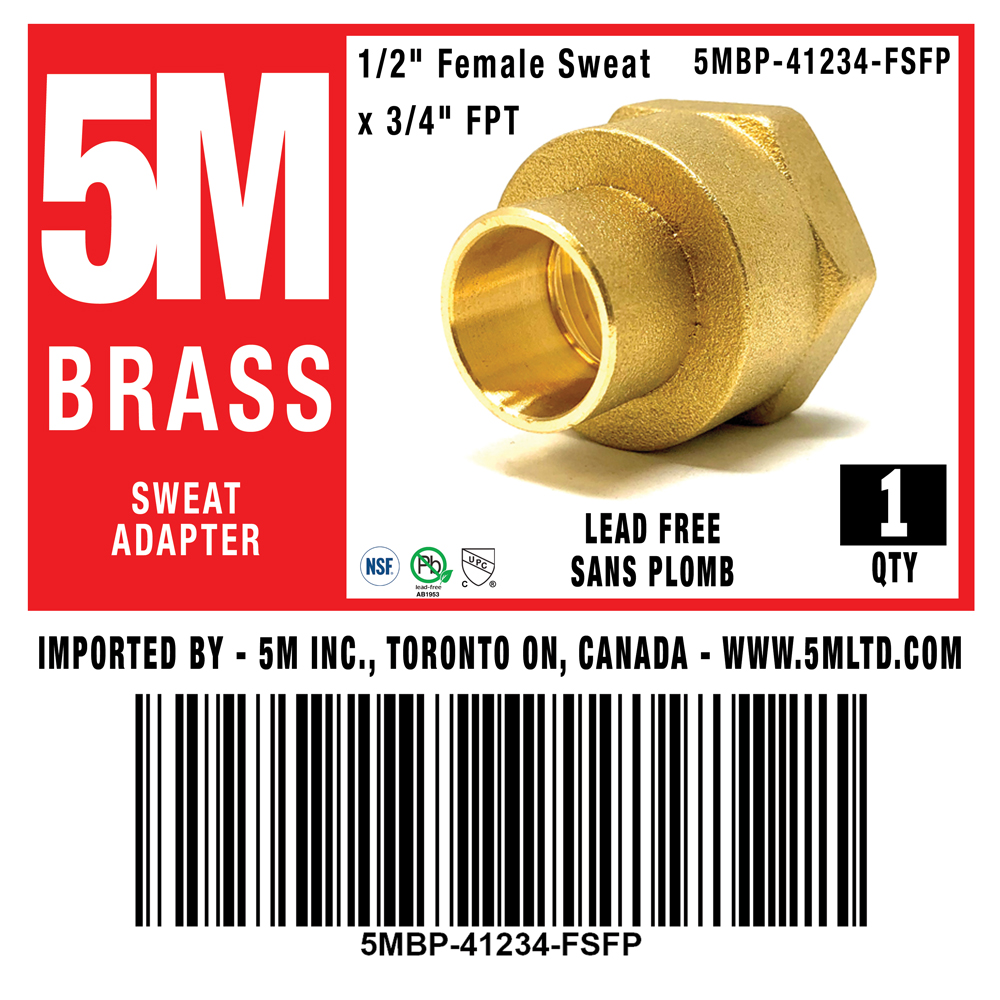 5M
BRASS
SWEAT
ADAPTER
1/2" Female Sweat
x 3/4" FPT
5MBP-41234-FSFP
LEAD FREE
SANS PLOMB
1
QTY
NSF.
Pb
lead-free
AB1953
UPC
C ®
IMPORTED BY - 5M INC., TORONTO ON, CANADA - WWW.5MLTD.COM
5MBP-41234-FSFP